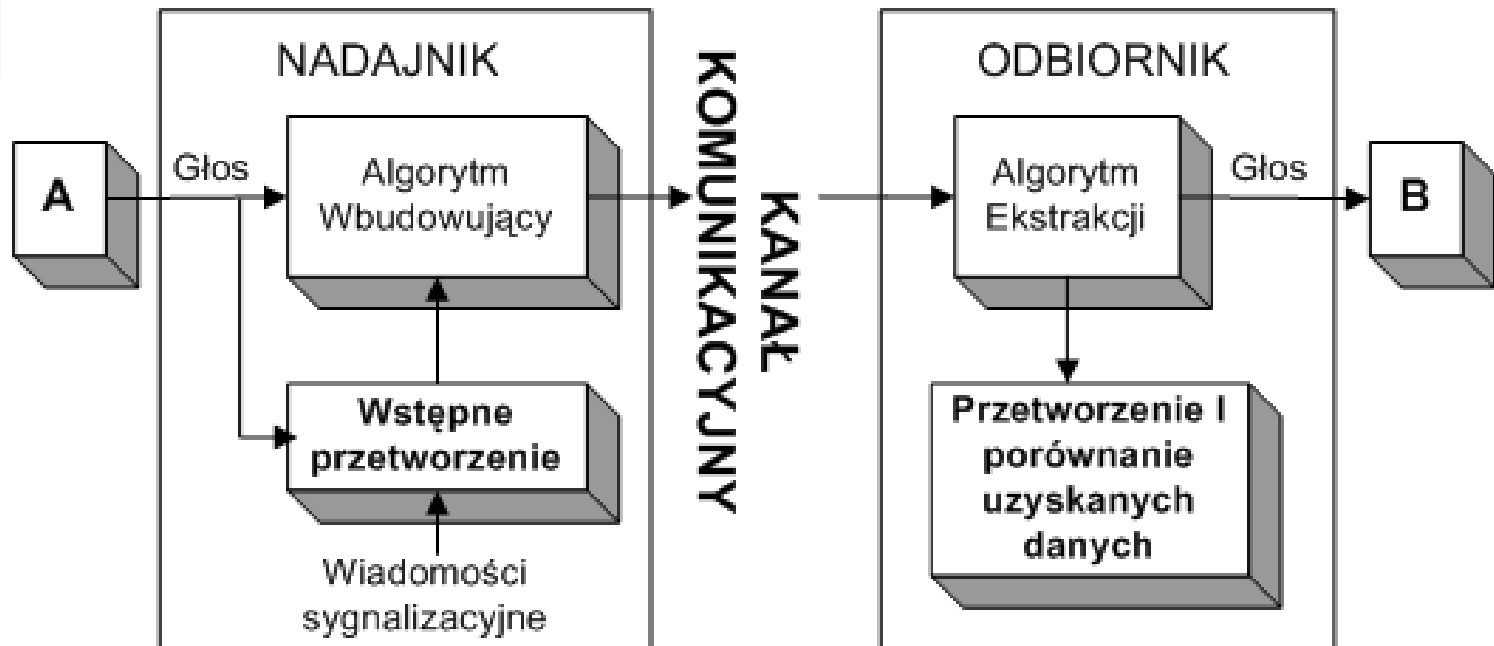 NADAJNIK
A
Głos
Algorytm
Wbudowujący
Wstępne
przetworzenie
Wiadomości
sygnalizacyjne
KANAŁ
KOMUNIKACYJNY
ODBIORNIK
Algorytm
Ekstrakcji
Głos
B
Przetworzenie I
porównanie
uzyskanych
danych